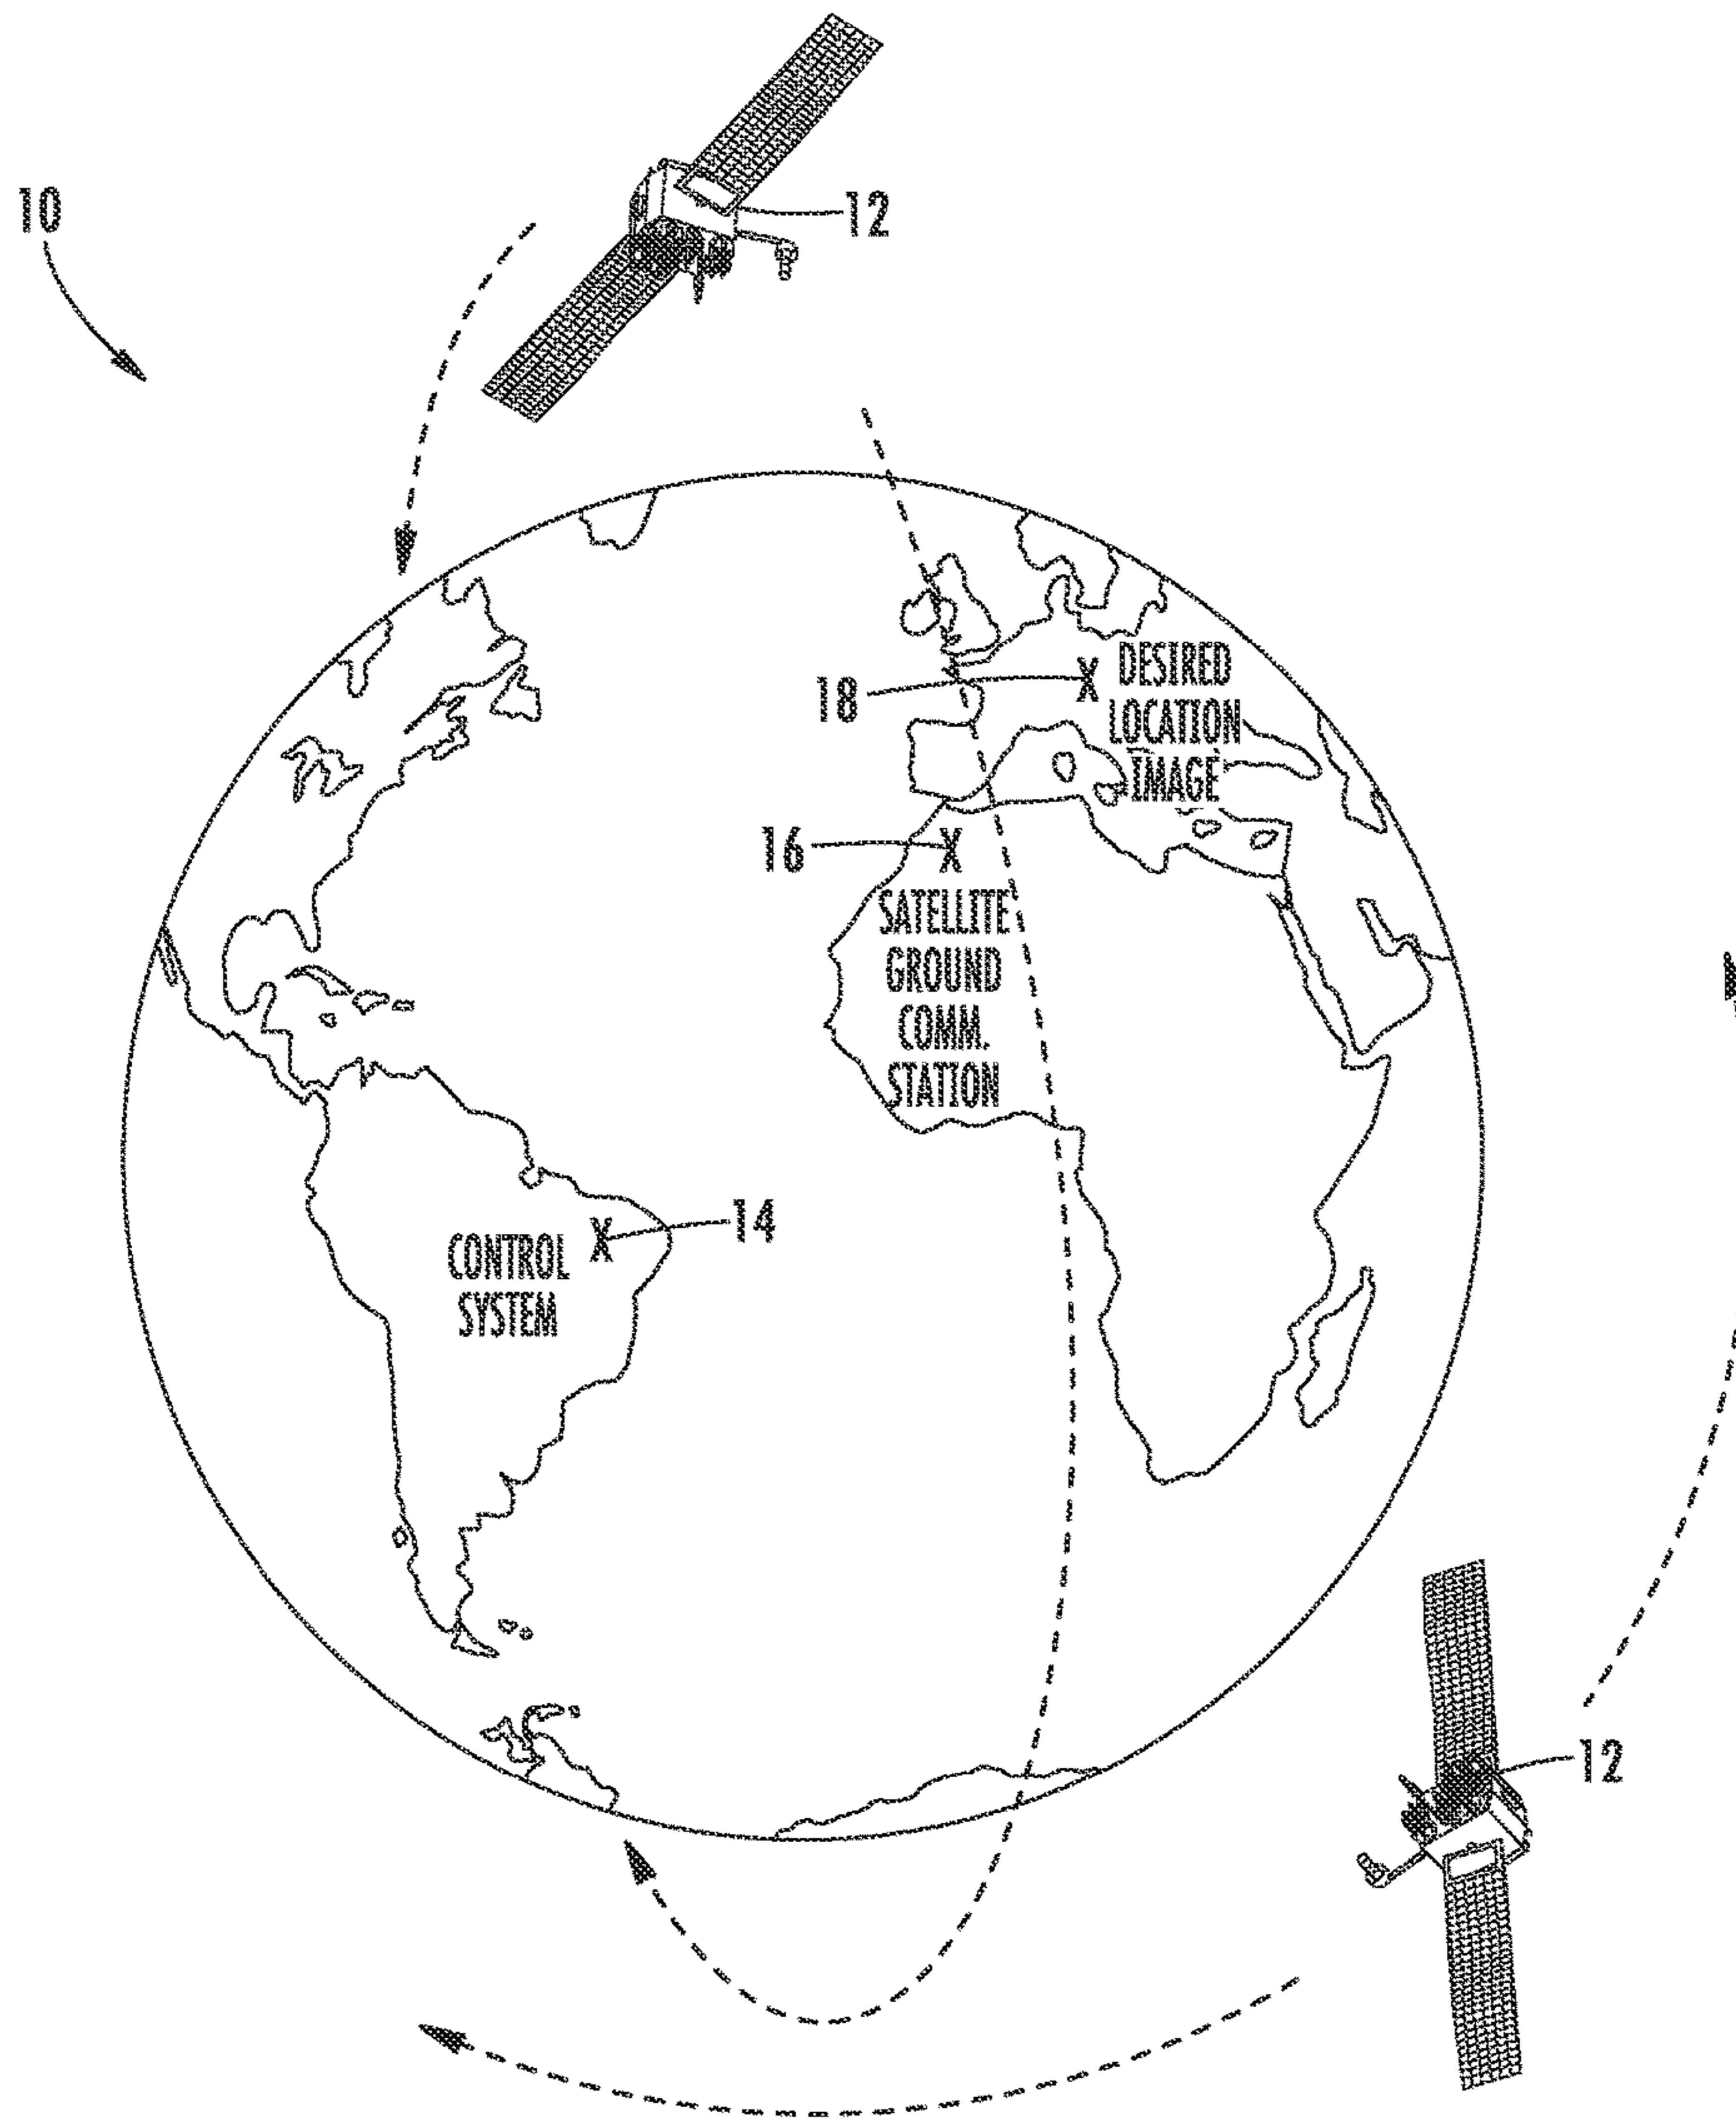 10
12
18
X
DESIRED
LOCATION
IMAGE
16
X
SATELLITE
GROUND
COMM.
STATION
X
14
CONTROL
SYSTEM
12